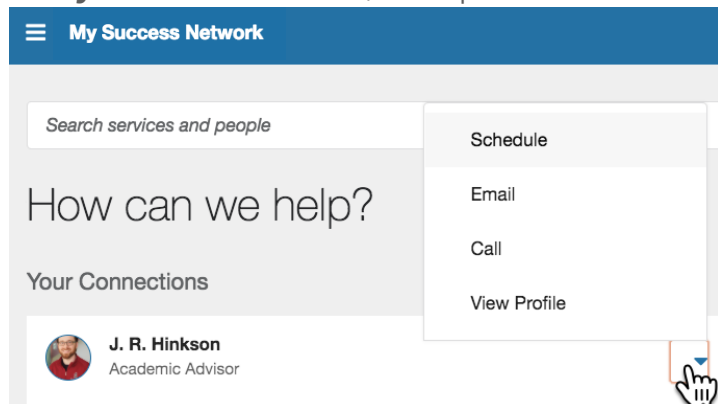 My Success Network
Search services and people
Schedule
How can we help?
Email
Call
Your Connections
View Profile
J. R. Hinkson
Academic Advisor